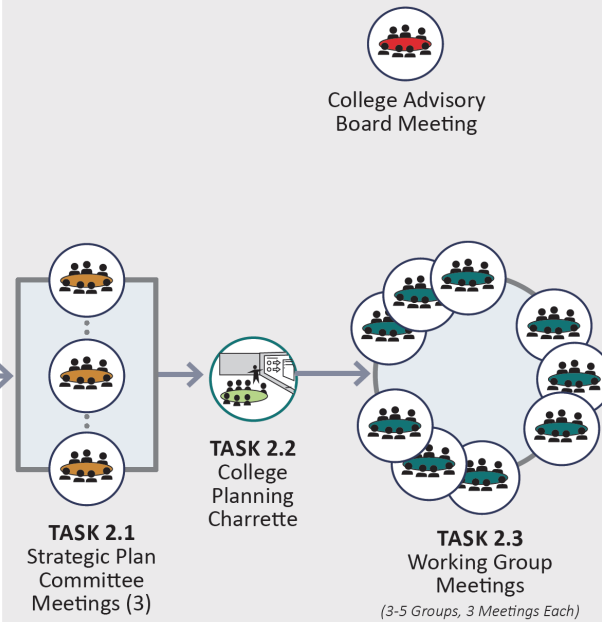 College Advisory
Board Meeting
TASK 2.1
Strategic Plan
Committee
Meetings (3)
TASK 2.2
College
Planning
Charrette
TASK 2.3
Working Group
Meetings
(3-5 Groups, 3 Meetings Each)